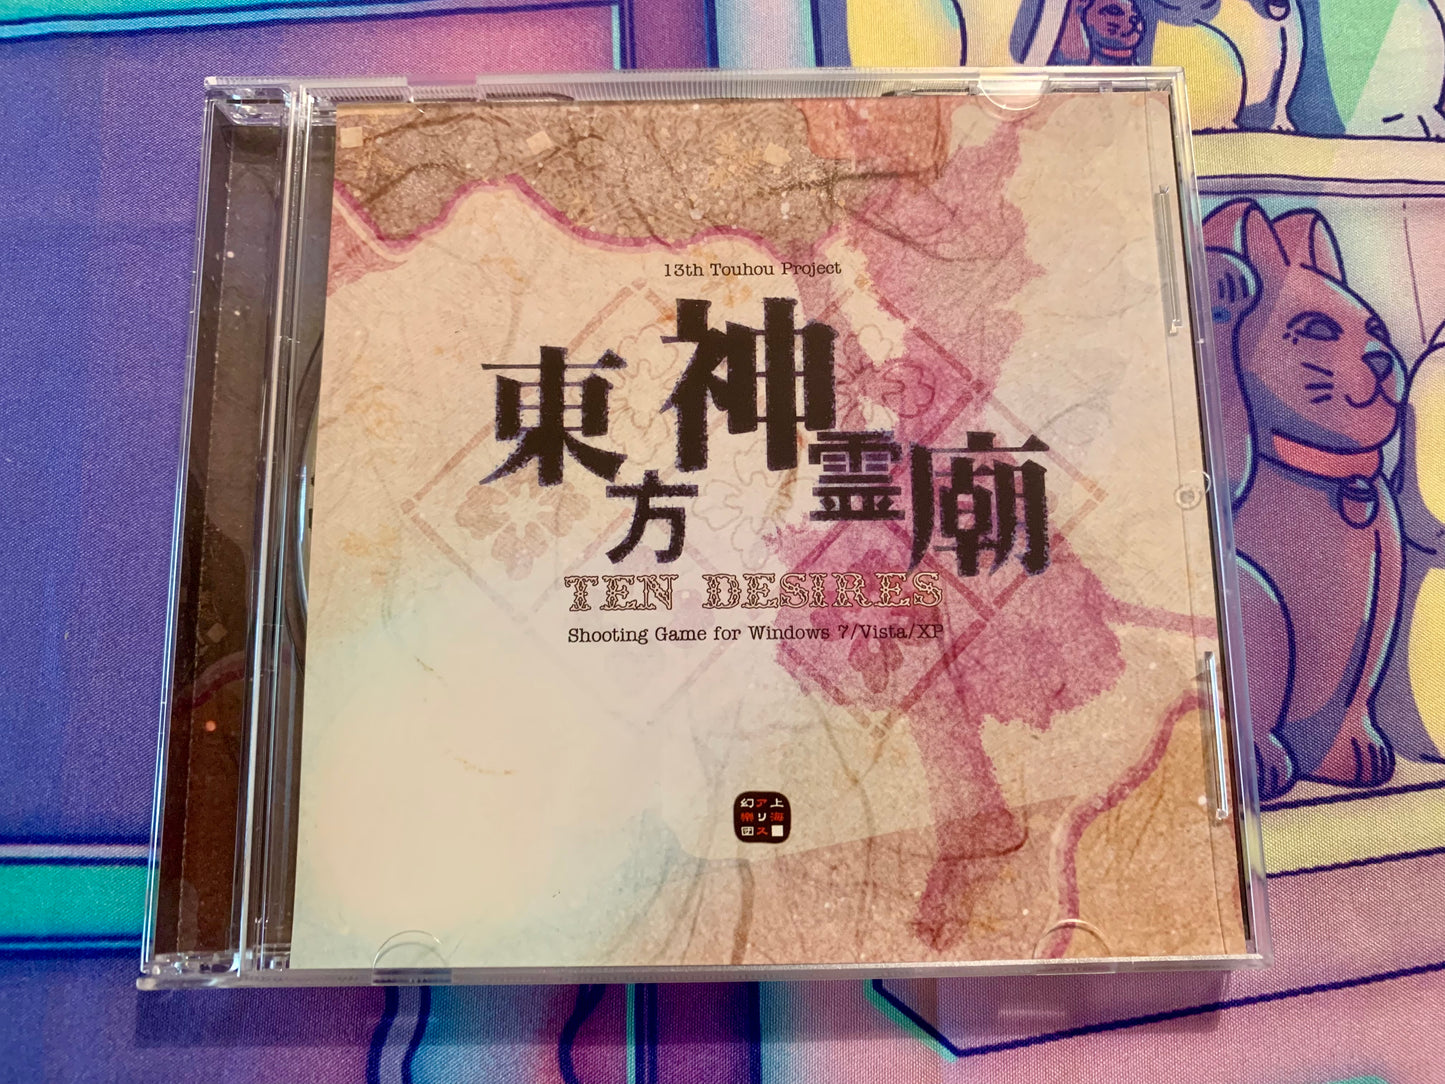 13th Touhou Project
東方神霊廟
TEN DESIRES
Shooting Game for Windows 7/Vista/XP
上海
アリス
幻樂団